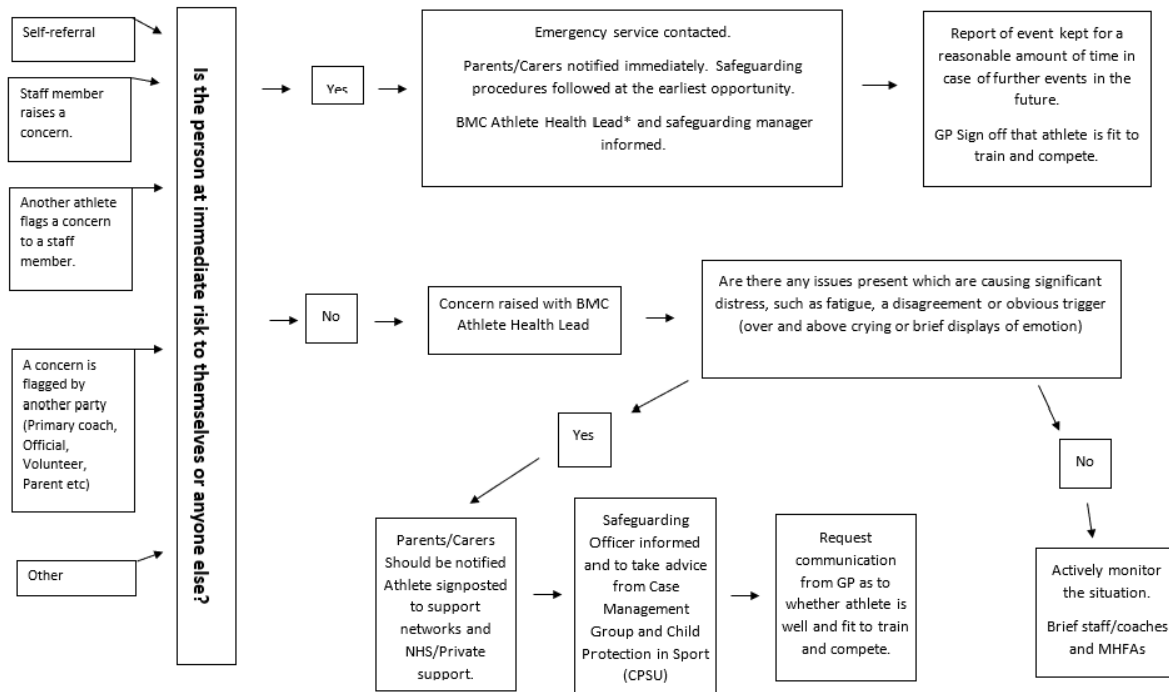 Self-referral
Staff member
raises a
concern.
Another athlete
flags a concern
to a staff
member.
A concern is
flagged by
another party
(Primary coach,
Official,
Volunteer,
Parent etc)
Other
Is the person at immediate risk to themselves or anyone else?
Yes
Emergency service contacted.
Parents/Carers notified immediately. Safeguarding
procedures followed at the earliest opportunity.
BMC Athlete Health Lead* and safeguarding manager
informed.
Report of event kept for a
reasonable amount of time in
case of further events in the
future.
GP Sign off that athlete is fit to
train and compete.
No
Concern raised with BMC
Athlete Health Lead
Are there any issues present which are causing significant
distress, such as fatigue, a disagreement or obvious trigger
(over and above crying or brief displays of emotion)
Yes
Parents/Carers
Should be notified
Athlete signposted
to support
networks and
NHS/Private
support.
Safeguarding
Officer informed
and to take advice
from Case
Management
Group and Child
Protection in Sport
(CPSU)
Request
communication
from GP as to
whether athlete is
well and fit to train
and compete.
No
Actively monitor
the situation.
Brief staff/coaches
and MHFAs